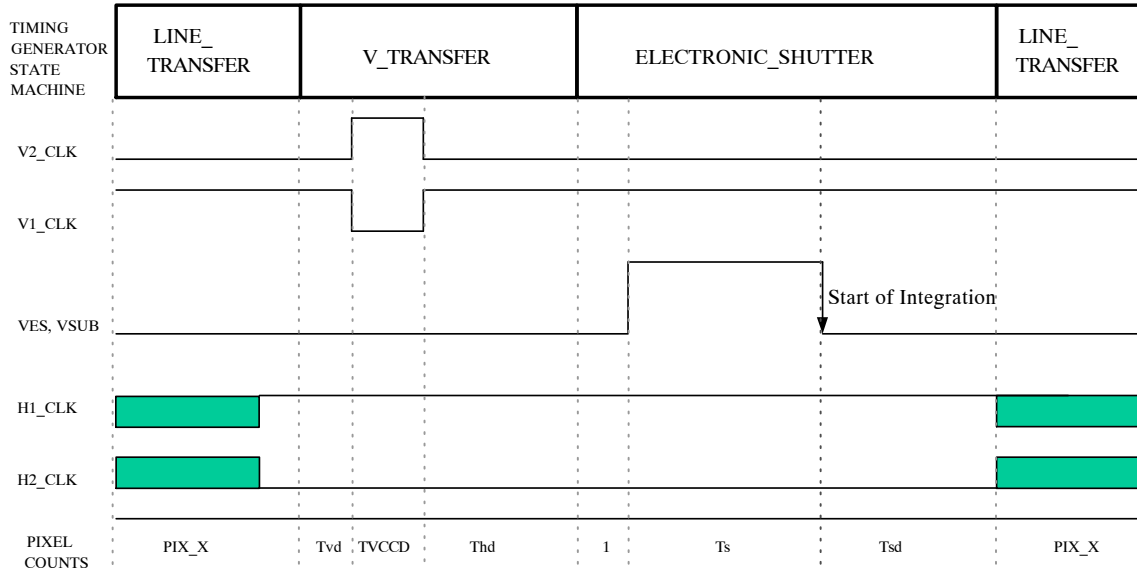 TIMING
GENERATOR
STATE
MACHINE
LINE_
TRANSFER
V_TRANSFER
ELECTRONIC_SHUTTER
LINE_
TRANSFER
V2_CLK
V1_CLK
VES, VSUB
Start of Integration
H1_CLK
H2_CLK
PIXEL
COUNTS
PIX_X
Tvd
TVCCD
Thd
1
Ts
Tsd
PIX_X